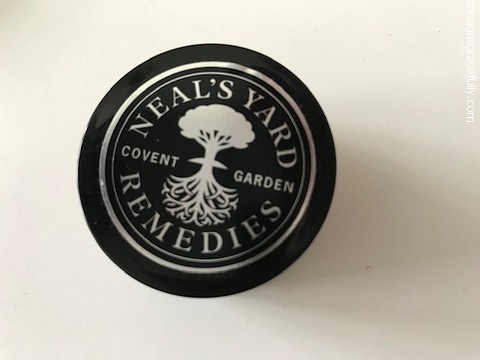 NEAL'S YARD
COVENT GARDEN
REMEDIES